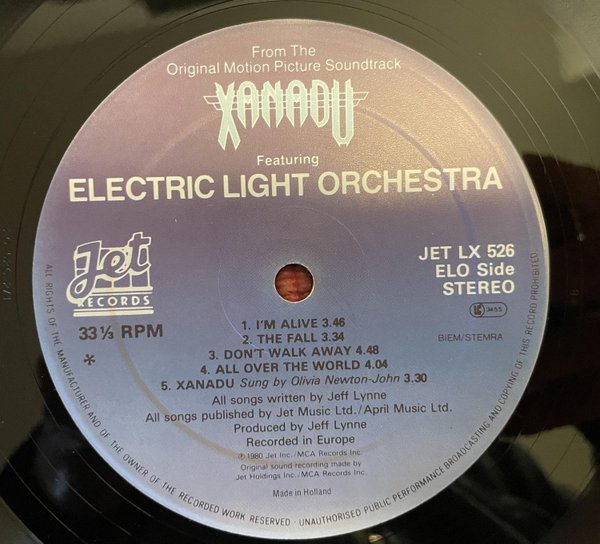 From The
Original Motion Picture Soundtrack
XANADU
Featuring
ELECTRIC LIGHT ORCHESTRA
Jet
RECORDS
33 ⅓ RPM
*
JET LX 526
ELO Side
STEREO
BIEM/STEMRA
1. I'M ALIVE 3.46
2. THE FALL 3.34
3. DON'T WALK AWAY 4.48
4. ALL OVER THE WORLD 4.04
5. XANADU Sung by Olivia Newton-John 3.30
All songs written by Jeff Lynne
All songs published by Jet Music Ltd./April Music Ltd.
Produced by Jeff Lynne
Recorded in Europe
℗ 1980 Jet Inc./MCA Records Inc.
Original sound recording made by
Jet Holdings Inc./MCA Records Inc.
Made in Holland
ALL RIGHTS OF THE MANUFACTURER AND OF THE OWNER OF THE RECORDED WORK RESERVED · UNAUTHORISED PUBLIC PERFORMANCE BROADCASTING AND COPYING OF THIS RECORD PROHIBITED